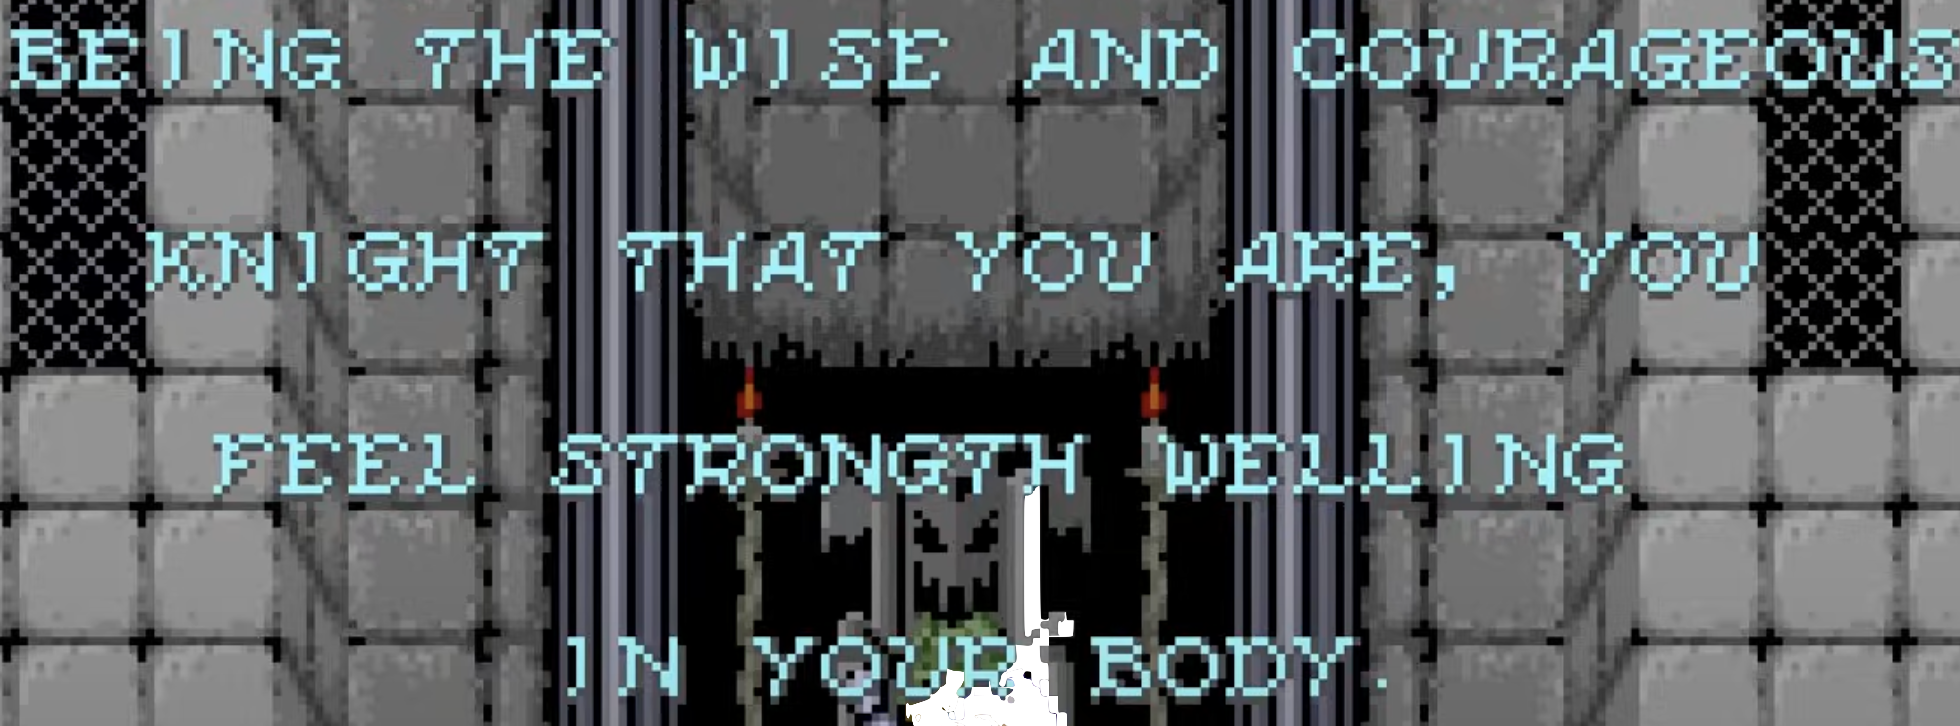 BEING THE WISE AND COURAGEOUS
KNIGHT THAT YOU ARE, YOU
FEEL STRONGTH WELLING
IN YOUR BODY.